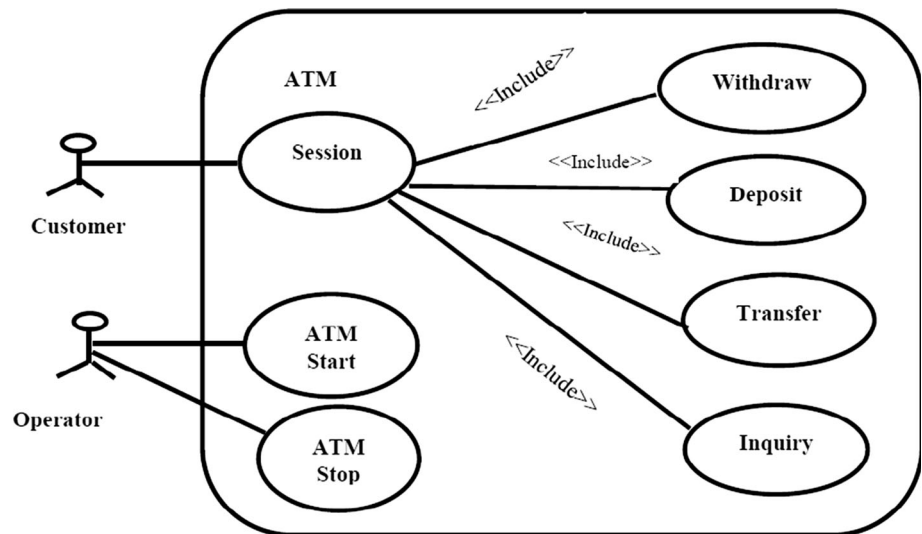 ATM
<<Include>>
Withdraw
Session
<<Include>>
Deposit
Customer
<<Include>>
Transfer
ATM
Start
<<Include>>
Operator
ATM
Stop
Inquiry